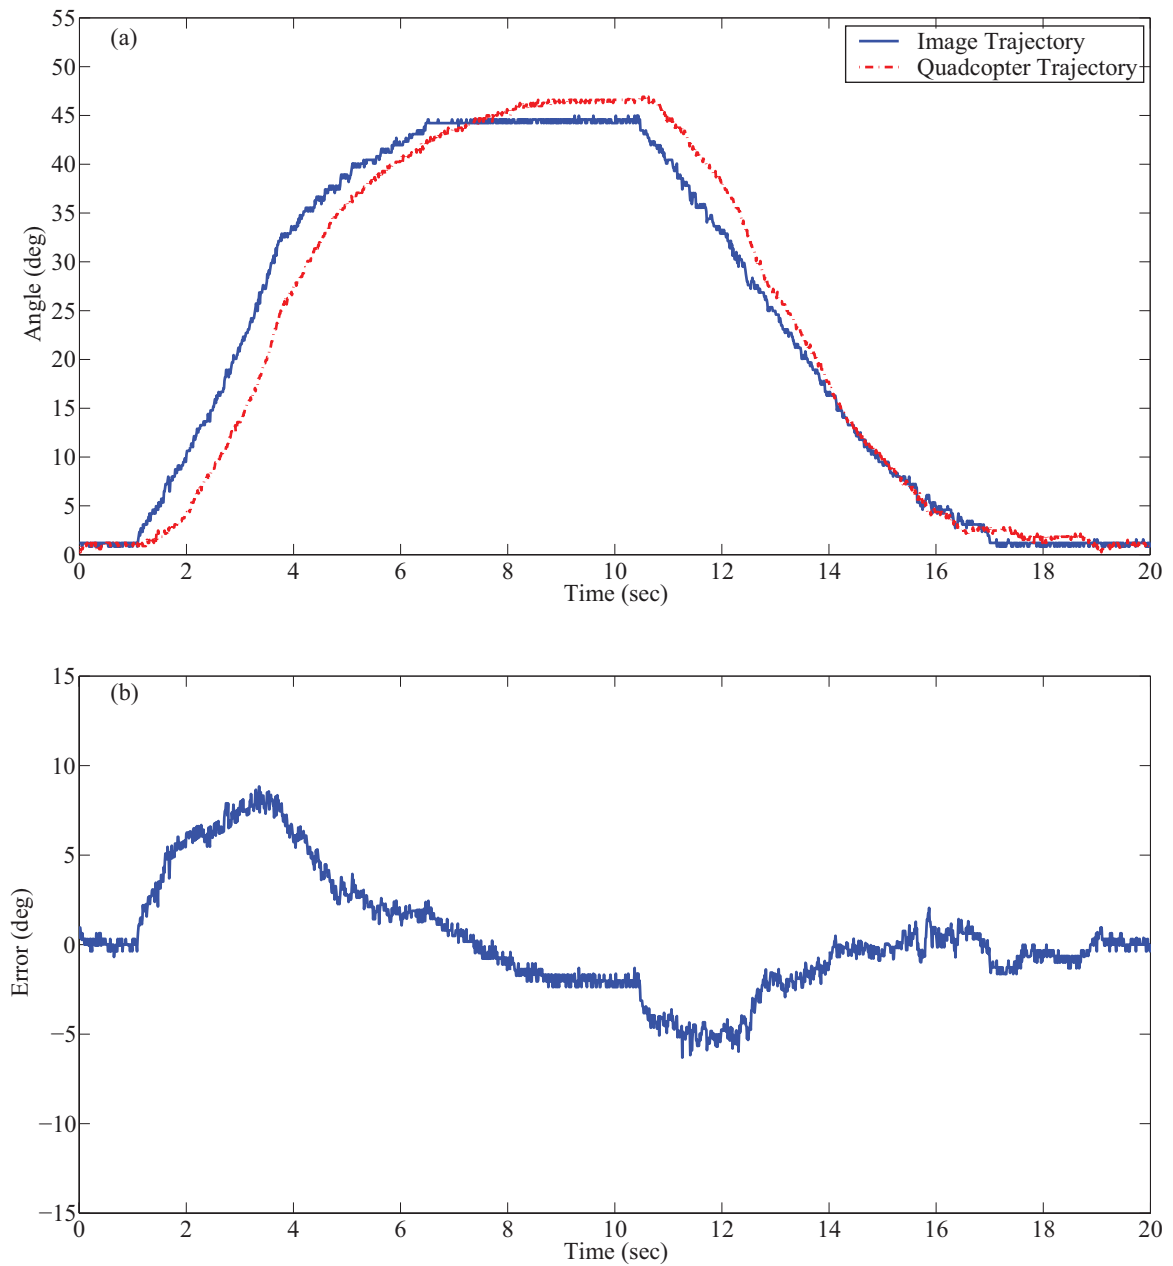 (a)
Image Trajectory
Quadcopter Trajectory
55
50
45
40
35
30
25
20
15
10
5
0
Angle (deg)
0 2 4 6 8 10 12 14 16 18 20
Time (sec)
(b)
15
10
5
0
−5
−10
−15
Error (deg)
0 2 4 6 8 10 12 14 16 18 20
Time (sec)